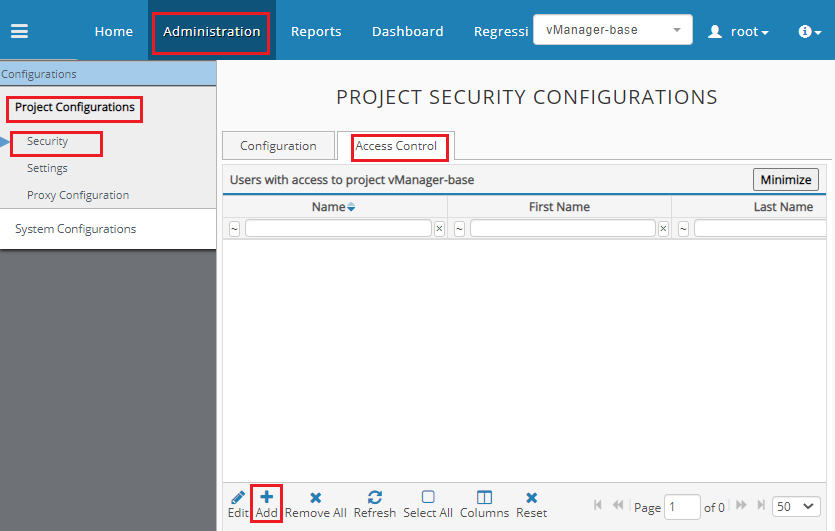 Home Administration Reports Dashboard Regressi vManager-base root
Configurations
Project Configurations
Security
Settings
Proxy Configuration
System Configurations
PROJECT SECURITY CONFIGURATIONS
Configuration Access Control
Users with access to project vManager-base Minimize
Name First Name Last Name
~ × ~ × ~
Edit Add Remove All Refresh Select All Columns Reset Page 1 of 0 50